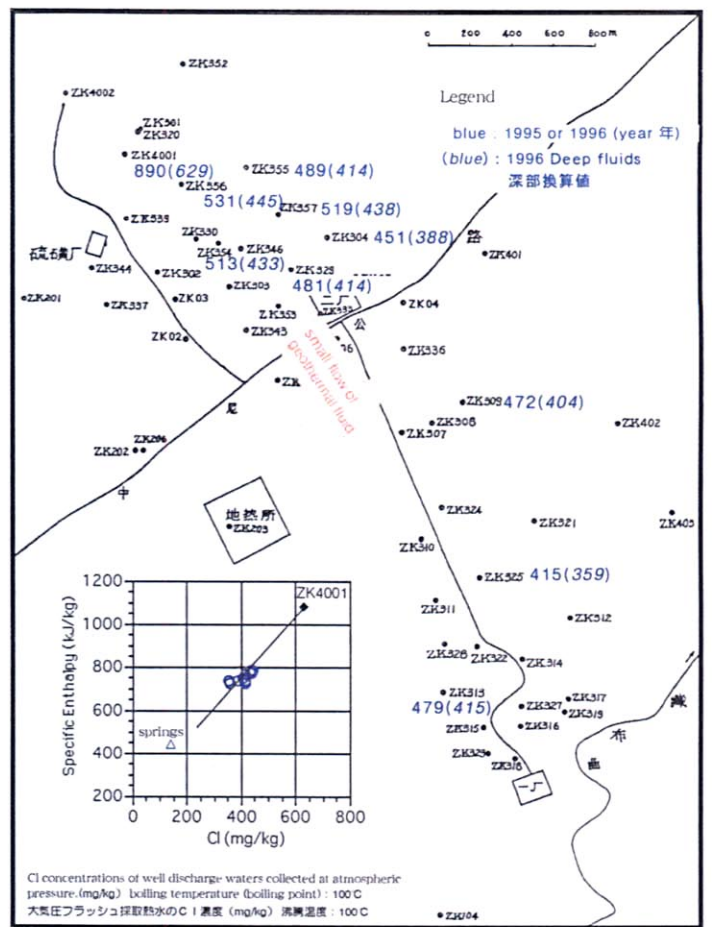 0 200 400 600 800m
ZK352
ZK4002
Legend
ZK381
ZK320
blue : 1995 or 1996 (year 年)
(blue) : 1996 Deep fluids
深部換算値
ZK4001
890(629)
ZK355 489(414)
ZK356
531(445)
ZK357 519(438)
ZK339
ZK330
ZK354
ZK346
ZK304 451(388)
路
ZK401
硫磺厂
ZK344
ZK302
513(433)
ZK329
481(414)
ZK201
ZK337
ZK03
ZK303
二厂
ZK04
ZK353
公
ZK02
ZK343
ZK336
small flow of
geothermal fluid
ZK
尼
ZK309 472(404)
ZK308
ZK307
ZK402
ZK202
ZK206
中
地热所
ZK203
ZK324
ZK321
ZK403
ZK310
ZK325 415(359)
ZK311
ZK312
ZK328
ZK322
ZK314
ZK313
479(415)
ZK327
ZK317
ZK319
藏
布
曲
ZK315
ZK316
ZK323
ZK318
一厂
ZK104
1200
1000
800
600
400
200
Specific Enthalpy (kJ/kg)
ZK4001
springs
0 200 400 600 800
Cl (mg/kg)
Cl concentrations of well discharge waters collected at atmospheric
pressure.(mg/kg) boiling temperature (boiling point) : 100℃
大気圧フラッシュ採取熱水のCl濃度 (mg/kg) 沸騰温度 : 100℃